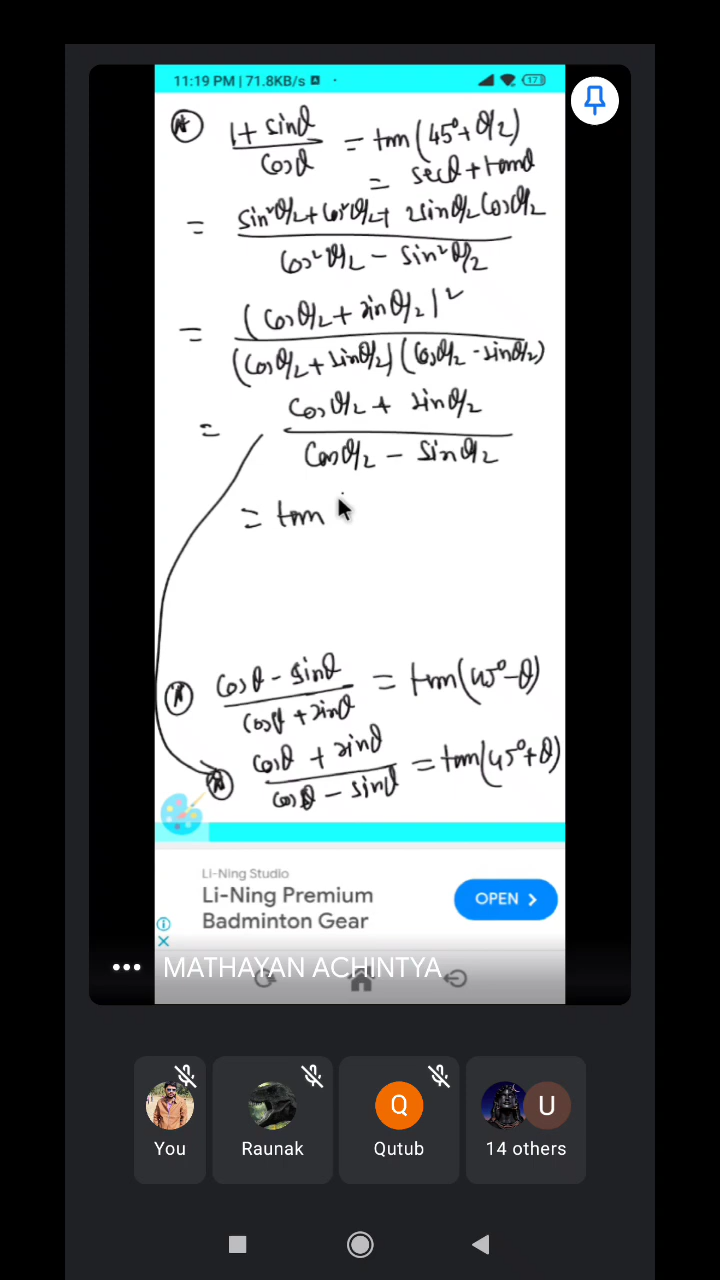 11:19 PM | 71.8KB/s
173
(A) (1 + sinθ)/cosθ = tan(45° + θ/2)
= secθ + tanθ
= (sin²θ/2 + cos²θ/2 + 2sinθ/2 cosθ/2)/(cos²θ/2 − sin²θ/2)
= (cosθ/2 + sinθ/2)²/((cosθ/2 + sinθ/2)(cosθ/2 - sinθ/2))
= (cosθ/2 + sinθ/2)/(cosθ/2 − sinθ/2)
= tan
(cosθ − sinθ)/(cosθ + sinθ) = tan(45° − θ)
(cosθ + sinθ)/(cosθ − sinθ) = tan(45° + θ)
Li-Ning Studio
Li-Ning Premium
Badminton Gear
OPEN
MATHAYAN ACHINTYA
Q
U
You
Raunak
Qutub
14 others